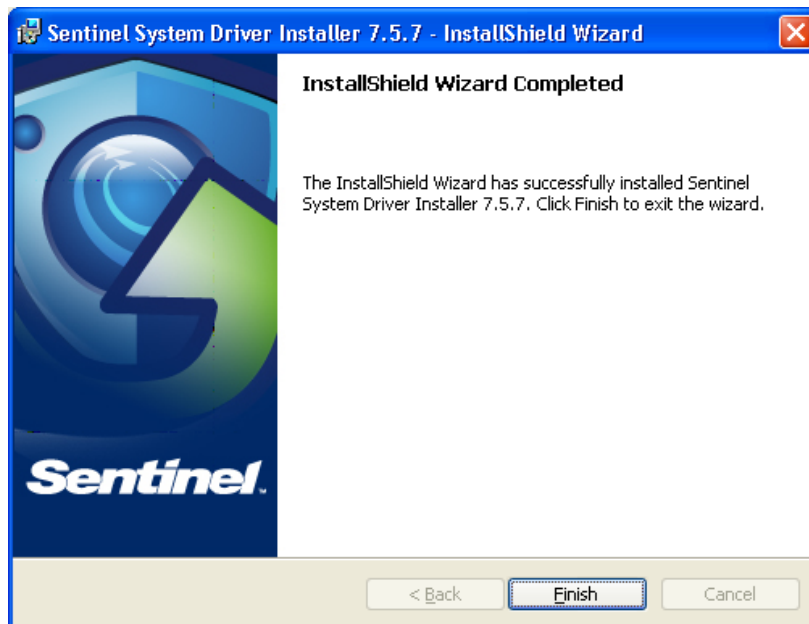 Sentinel System Driver Installer 7.5.7 - InstallShield Wizard
InstallShield Wizard Completed
The InstallShield Wizard has successfully installed Sentinel
System Driver Installer 7.5.7. Click Finish to exit the wizard.
Sentinel.
< Back
Finish
Cancel